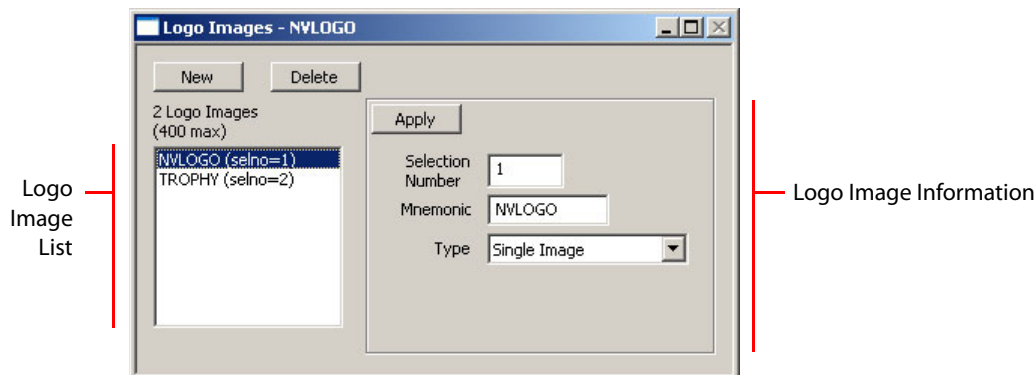 Logo Images - NVLOGO
New
Delete
2 Logo Images
(400 max)
NVLOGO (selno=1)
TROPHY (selno=2)
Apply
Selection
Number
1
Mnemonic
NVLOGO
Type
Single Image
Logo
Image
List
Logo Image Information